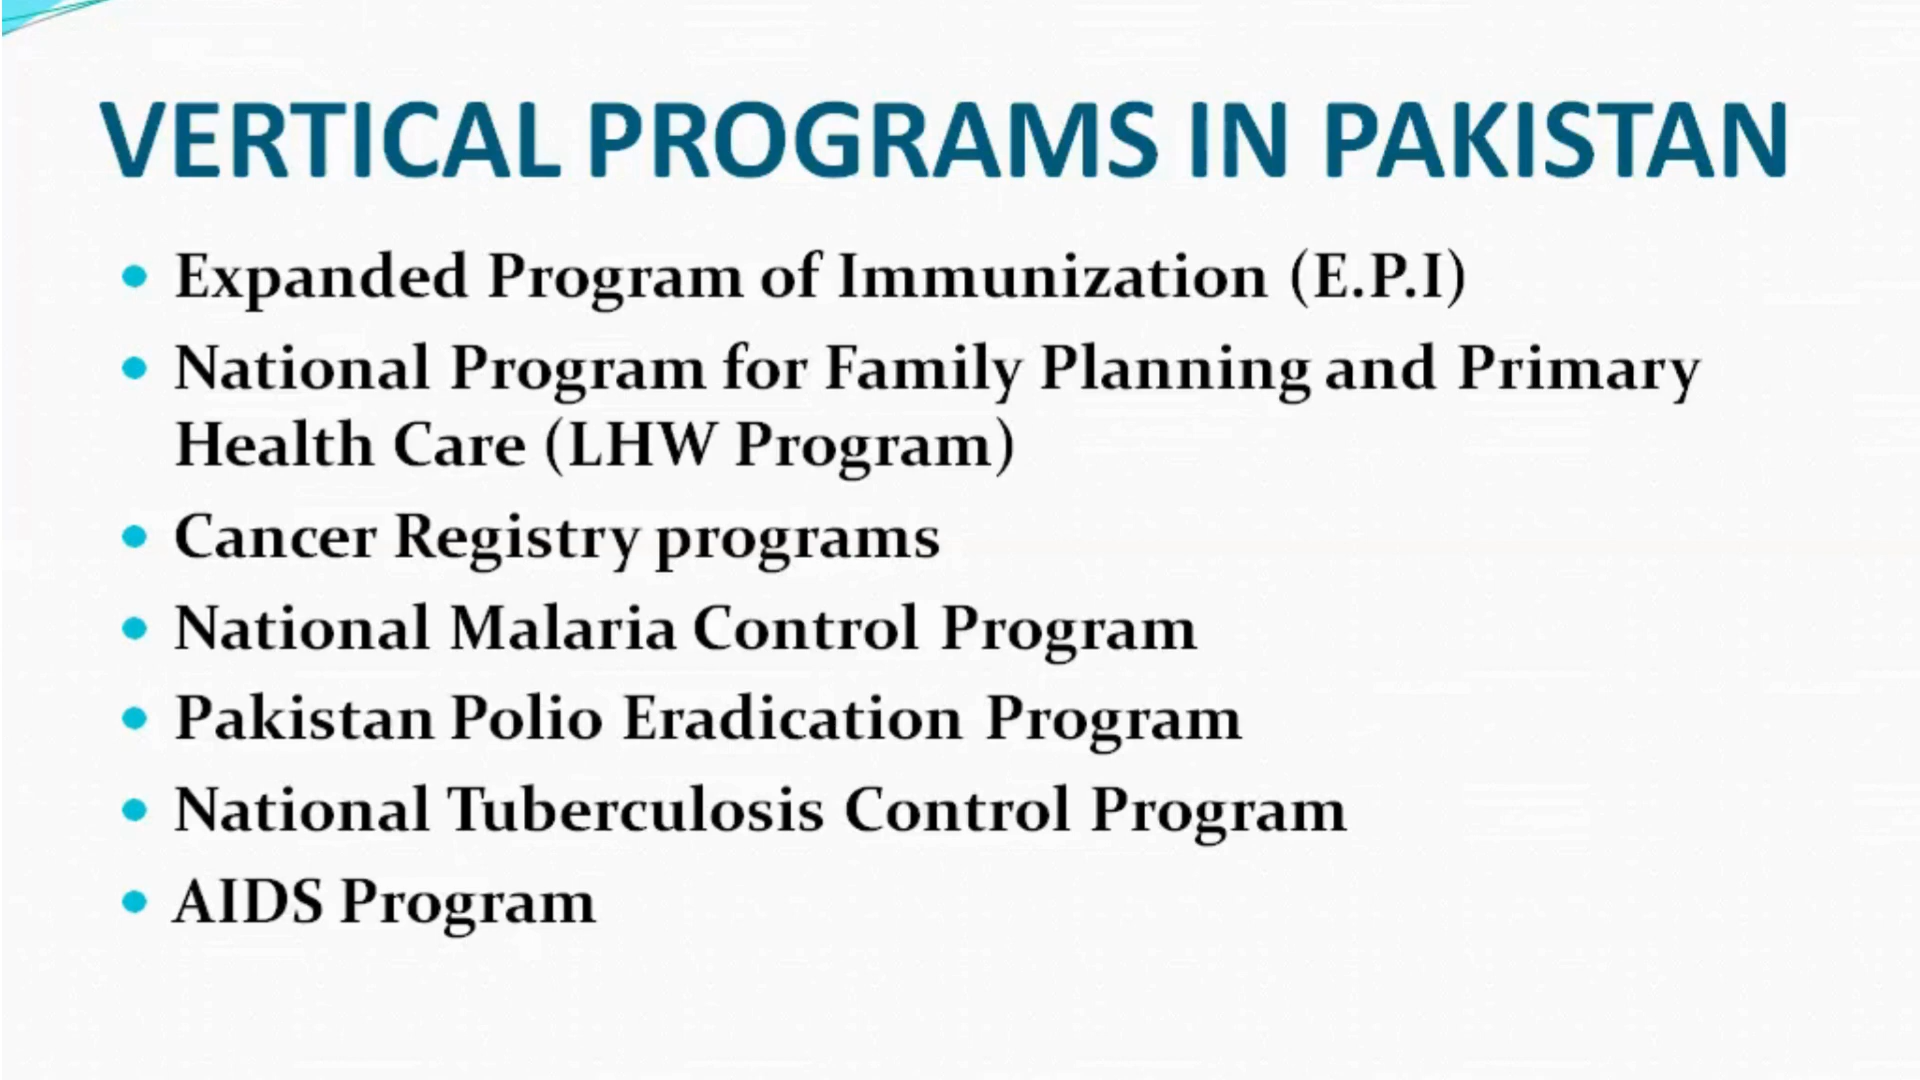 VERTICAL PROGRAMS IN PAKISTAN
• Expanded Program of Immunization (E.P.I)
• National Program for Family Planning and Primary
Health Care (LHW Program)
• Cancer Registry programs
• National Malaria Control Program
• Pakistan Polio Eradication Program
• National Tuberculosis Control Program
• AIDS Program